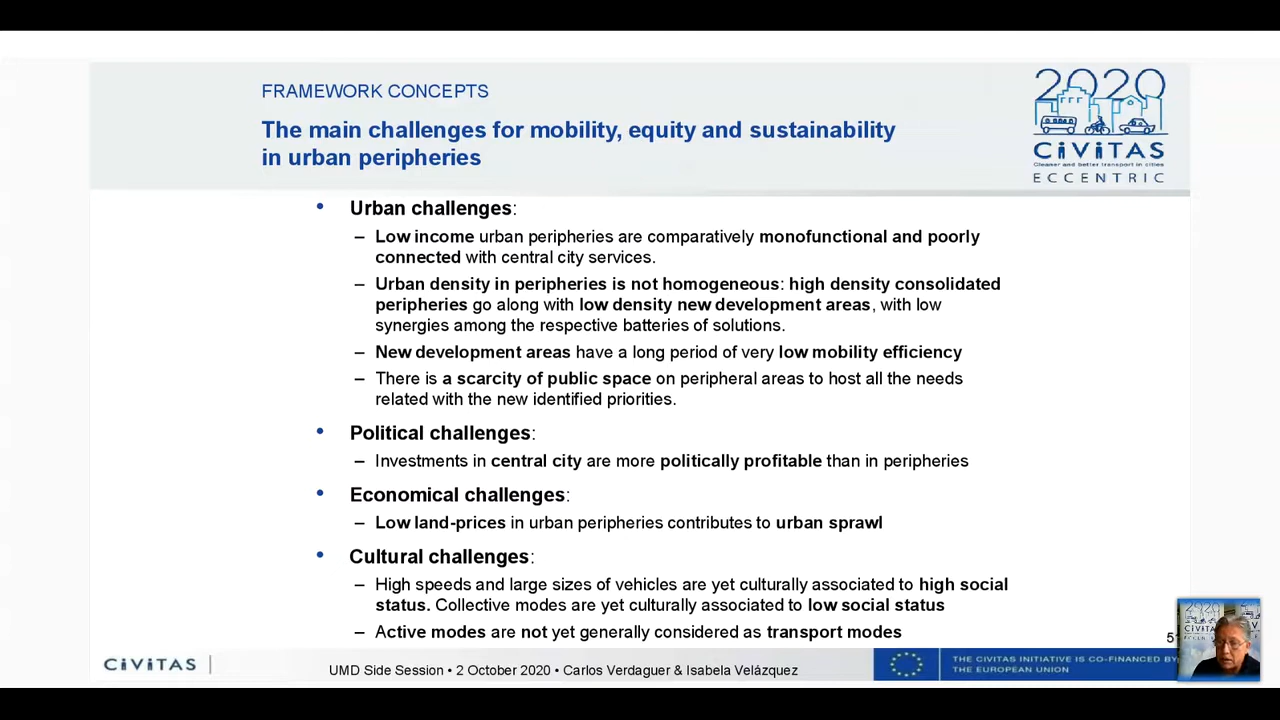 FRAMEWORK CONCEPTS
The main challenges for mobility, equity and sustainability
in urban peripheries
2020
CiViTAS
Cleaner and better transport in cities
ECCENTRIC
• Urban challenges:
– Low income urban peripheries are comparatively monofunctional and poorly
connected with central city services.
– Urban density in peripheries is not homogeneous: high density consolidated
peripheries go along with low density new development areas, with low
synergies among the respective batteries of solutions.
– New development areas have a long period of very low mobility efficiency
– There is a scarcity of public space on peripheral areas to host all the needs
related with the new identified priorities.
• Political challenges:
– Investments in central city are more politically profitable than in peripheries
• Economical challenges:
– Low land-prices in urban peripheries contributes to urban sprawl
• Cultural challenges:
– High speeds and large sizes of vehicles are yet culturally associated to high social
status. Collective modes are yet culturally associated to low social status
– Active modes are not yet generally considered as transport modes
CiViTAS
UMD Side Session • 2 October 2020 • Carlos Verdaguer & Isabela Velázquez
THE CIVITAS INITIATIVE IS CO-FINANCED BY
THE EUROPEAN UNION